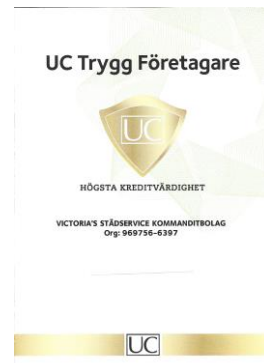 UC Trygg Företagare
UC
HÖGSTA KREDITVÄRDIGHET
VICTORIA'S STÄDSERVICE KOMMANDITBOLAG
Org: 969756-6397
UC